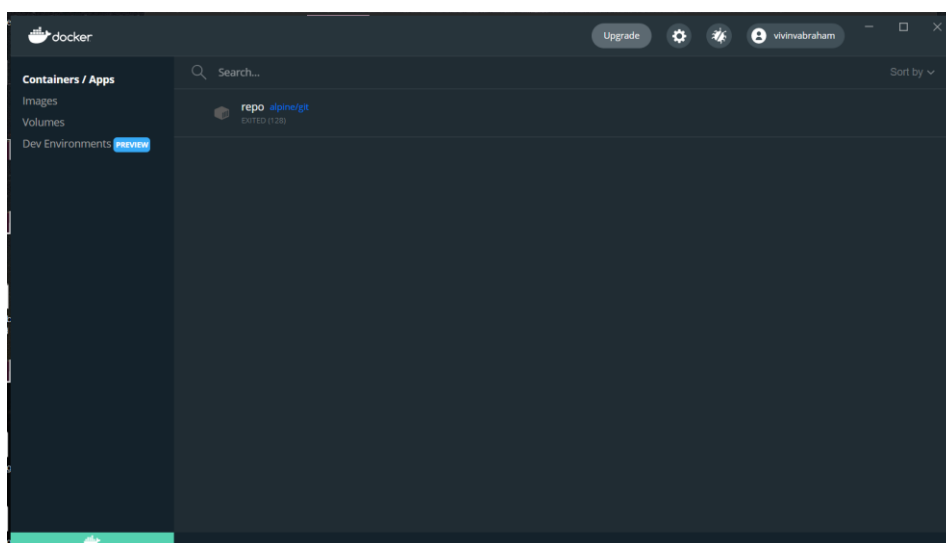 docker
Upgrade
vivinvabraham
Containers / Apps
Images
Volumes
Dev Environments PREVIEW
Search...
Sort by
repo alpine/git
EXITED (128)